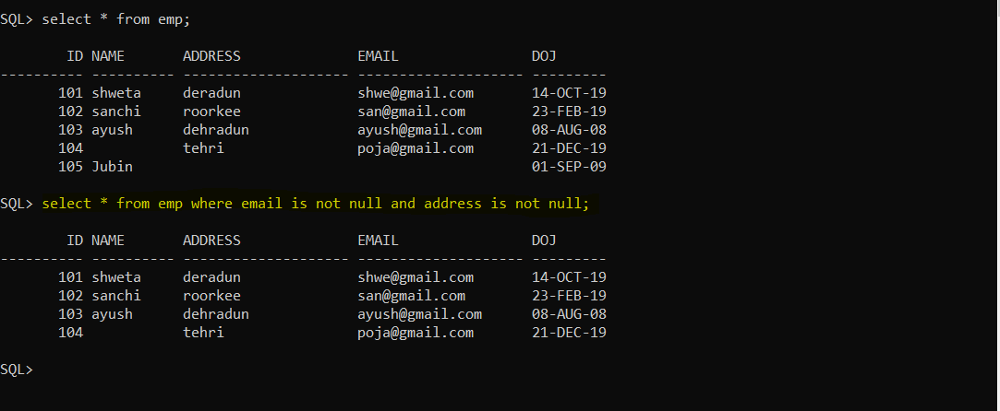 SQL> select * from emp;
        ID NAME       ADDRESS              EMAIL                DOJ
---------- ---------- -------------------- -------------------- ---------
       101 shweta     deradun              shwe@gmail.com       14-OCT-19
       102 sanchi     roorkee              san@gmail.com        23-FEB-19
       103 ayush      dehradun             ayush@gmail.com      08-AUG-08
       104            tehri                poja@gmail.com       21-DEC-19
       105 Jubin                                                01-SEP-09
SQL> select * from emp where email is not null and address is not null;
        ID NAME       ADDRESS              EMAIL                DOJ
---------- ---------- -------------------- -------------------- ---------
       101 shweta     deradun              shwe@gmail.com       14-OCT-19
       102 sanchi     roorkee              san@gmail.com        23-FEB-19
       103 ayush      dehradun             ayush@gmail.com      08-AUG-08
       104            tehri                poja@gmail.com       21-DEC-19
SQL>